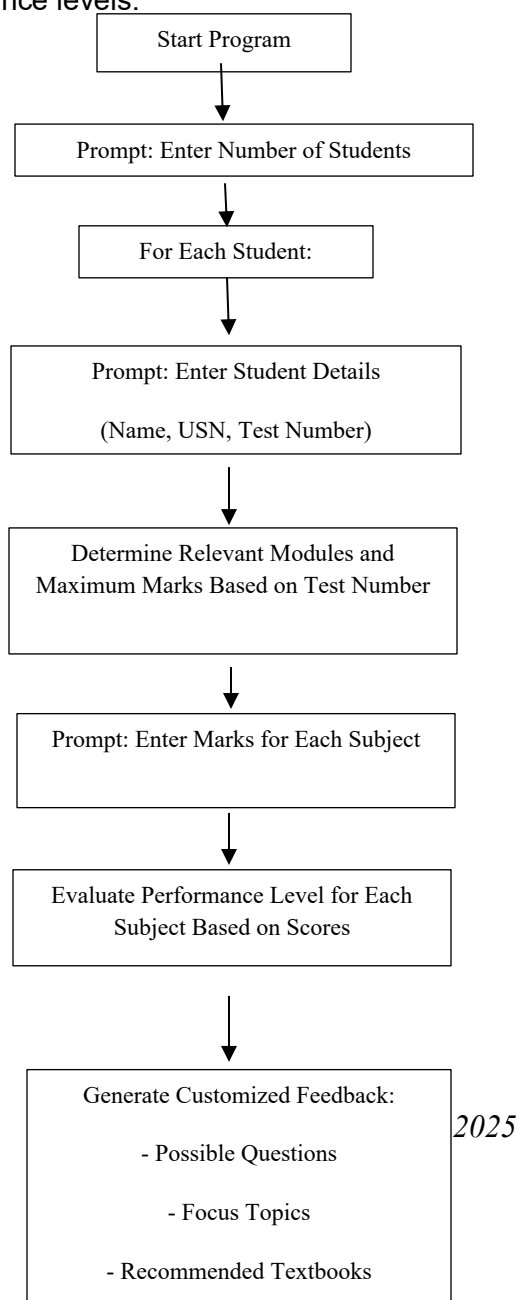 nce levels.
Start Program
Prompt: Enter Number of Students
For Each Student:
Prompt: Enter Student Details
(Name, USN, Test Number)
Determine Relevant Modules and
Maximum Marks Based on Test Number
Prompt: Enter Marks for Each Subject
Evaluate Performance Level for Each
Subject Based on Scores
Generate Customized Feedback:
2025
- Possible Questions
- Focus Topics
- Recommended Textbooks